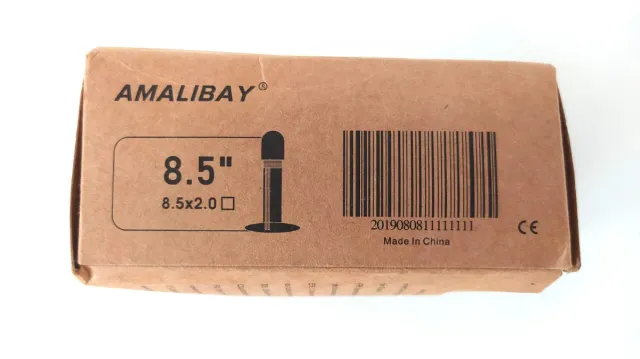 AMALIBAY®
8.5"
8.5x2.0 □
2019080811111111
Made In China
CE